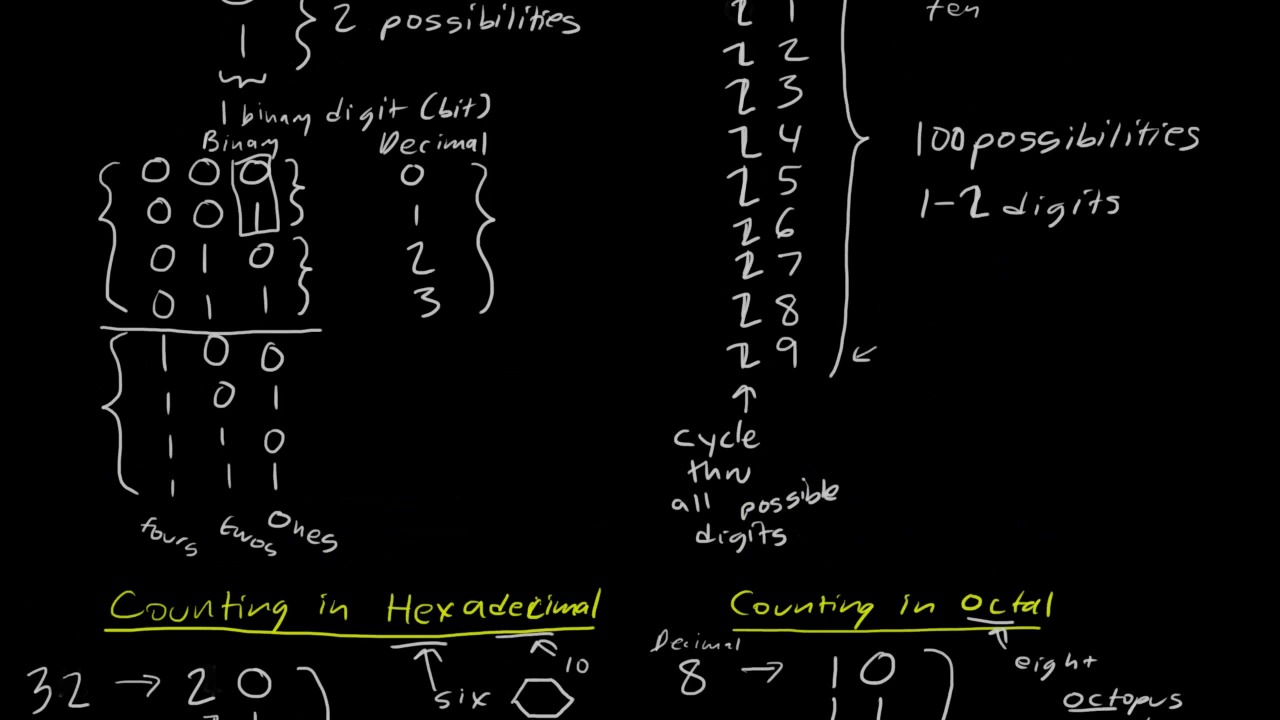 1 } 2 possibilities
1 binary digit (bit)
Binary Decimal
0 0 0 0
0 0 1 1
0 1 0 2
0 1 1 3
1 0 0
1 0 1
1 1 0
1 1 1
fours twos ones
2 1
2 2
2 3
2 4
2 5
2 6
2 7
2 8
2 9
ten
100 possibilities
1-2 digits
cycle
thru
all possible
digits
Counting in Hexadecimal
32 → 2 0
six
10
Counting in Octal
Decimal
8 → 1 0
1 1
eight
octopus